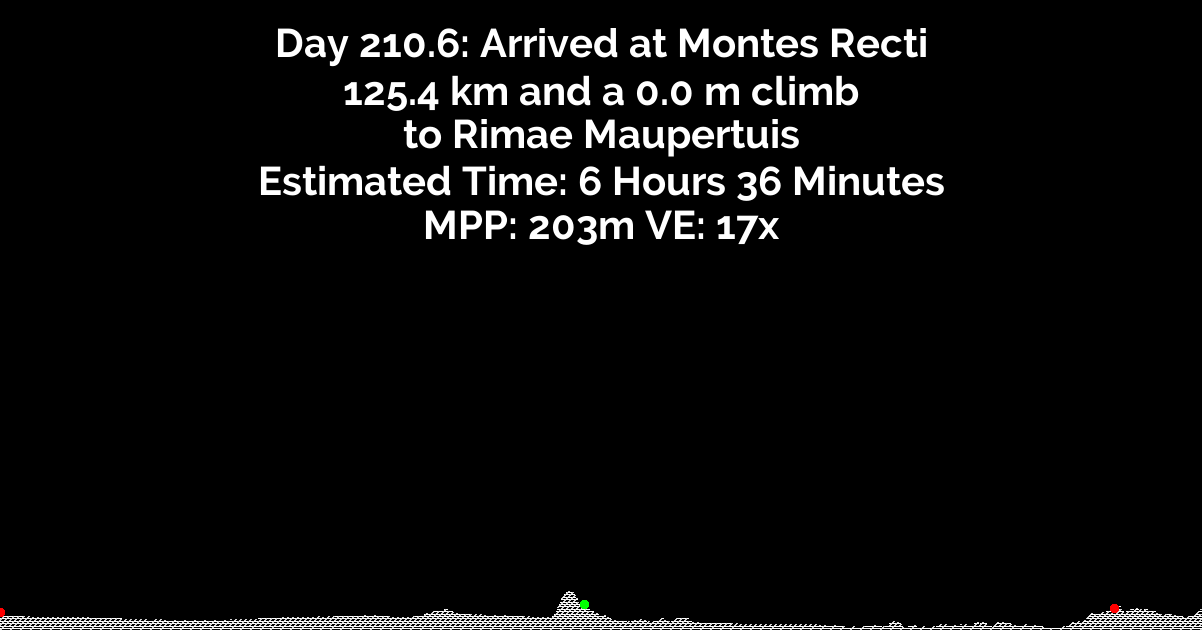 Day 210.6: Arrived at Montes Recti
125.4 km and a 0.0 m climb
to Rimae Maupertuis
Estimated Time: 6 Hours 36 Minutes
MPP: 203m VE: 17x